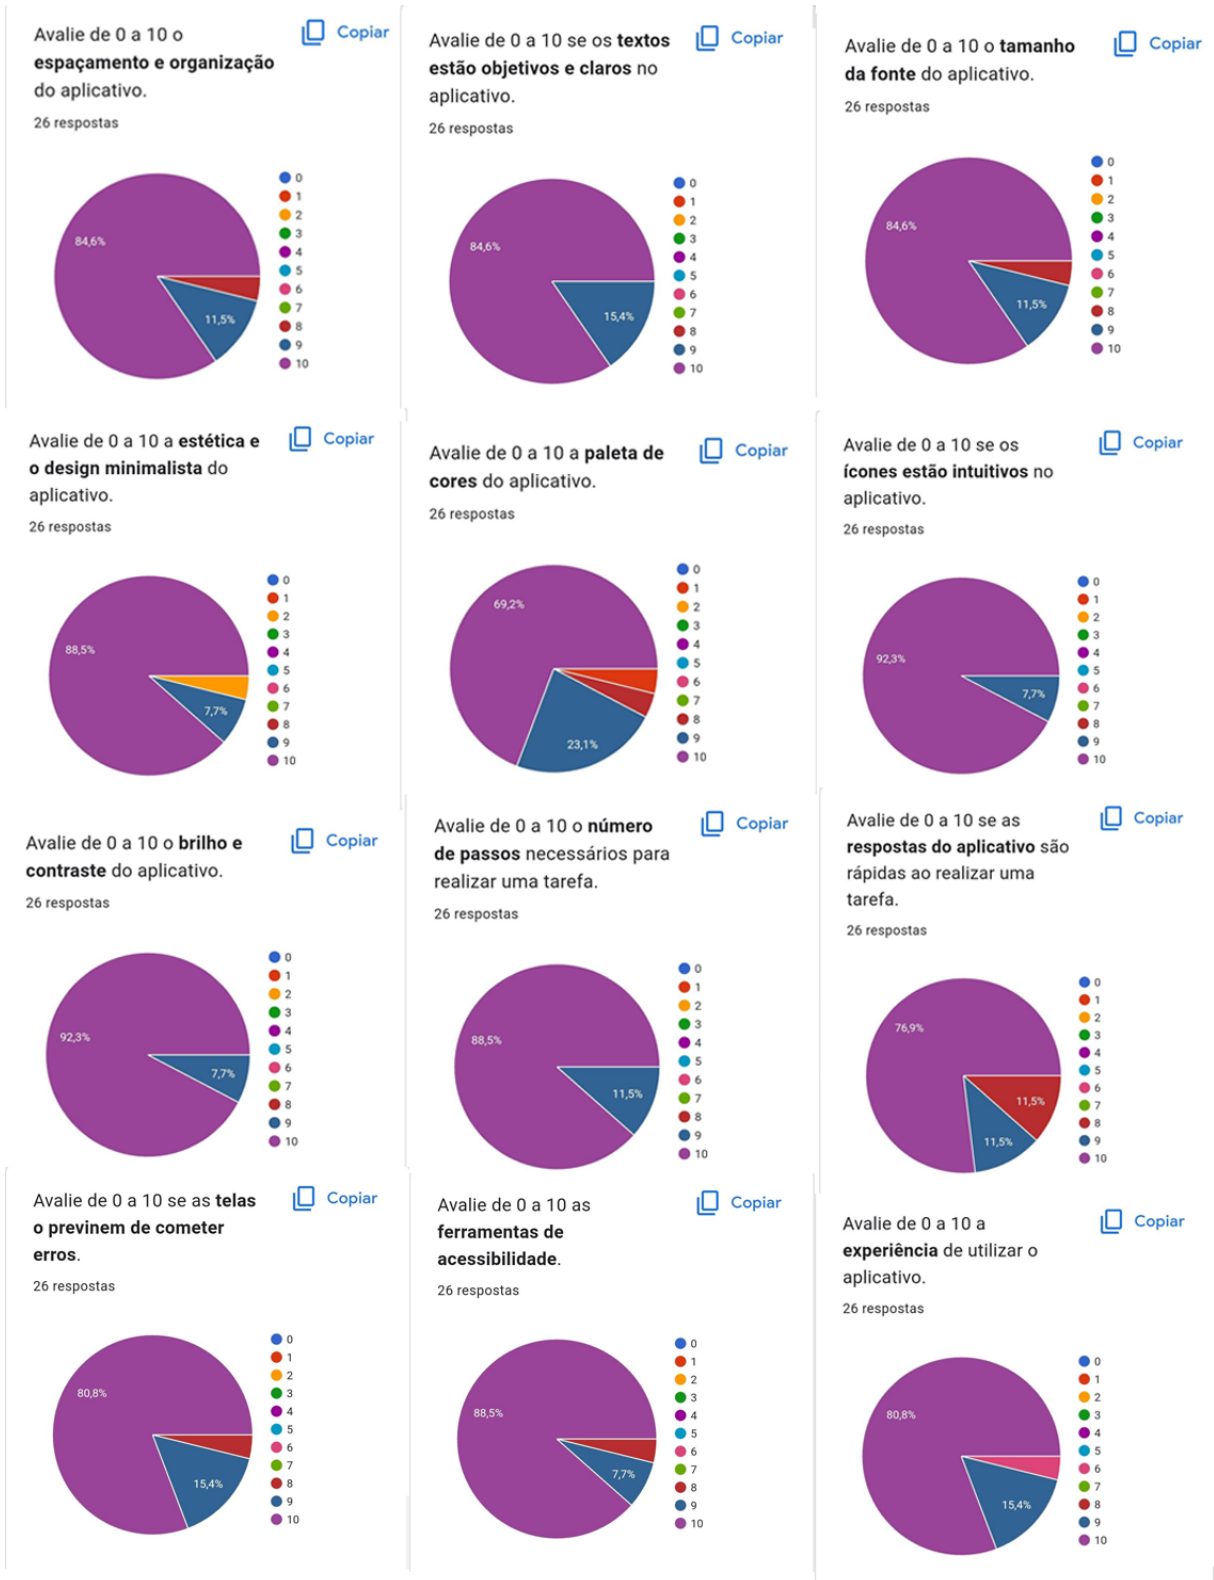 Avalie de 0 a 10 o
espaçamento e organização
do aplicativo.
Copiar
26 respostas
84,6%
11,5%
0
1
2
3
4
5
6
7
8
9
10
Avalie de 0 a 10 se os textos
estão objetivos e claros no
aplicativo.
Copiar
26 respostas
84,6%
15,4%
0
1
2
3
4
5
6
7
8
9
10
Avalie de 0 a 10 o tamanho
da fonte do aplicativo.
Copiar
26 respostas
84,6%
11,5%
0
1
2
3
4
5
6
7
8
9
10
Avalie de 0 a 10 a estética e
o design minimalista do
aplicativo.
Copiar
26 respostas
88,5%
7,7%
0
1
2
3
4
5
6
7
8
9
10
Avalie de 0 a 10 a paleta de
cores do aplicativo.
Copiar
26 respostas
69,2%
23,1%
0
1
2
3
4
5
6
7
8
9
10
Avalie de 0 a 10 se os
ícones estão intuitivos no
aplicativo.
Copiar
26 respostas
92,3%
7,7%
0
1
2
3
4
5
6
7
8
9
10
Avalie de 0 a 10 o brilho e
contraste do aplicativo.
Copiar
26 respostas
92,3%
7,7%
0
1
2
3
4
5
6
7
8
9
10
Avalie de 0 a 10 o número
de passos necessários para
realizar uma tarefa.
Copiar
26 respostas
88,5%
11,5%
0
1
2
3
4
5
6
7
8
9
10
Avalie de 0 a 10 se as
respostas do aplicativo são
rápidas ao realizar uma
tarefa.
Copiar
26 respostas
76,9%
11,5%
11,5%
0
1
2
3
4
5
6
7
8
9
10
Avalie de 0 a 10 se as telas
o previnem de cometer
erros.
Copiar
26 respostas
80,8%
15,4%
0
1
2
3
4
5
6
7
8
9
10
Avalie de 0 a 10 as
ferramentas de
acessibilidade.
Copiar
26 respostas
88,5%
7,7%
0
1
2
3
4
5
6
7
8
9
10
Avalie de 0 a 10 a
experiência de utilizar o
aplicativo.
Copiar
26 respostas
80,8%
15,4%
0
1
2
3
4
5
6
7
8
9
10